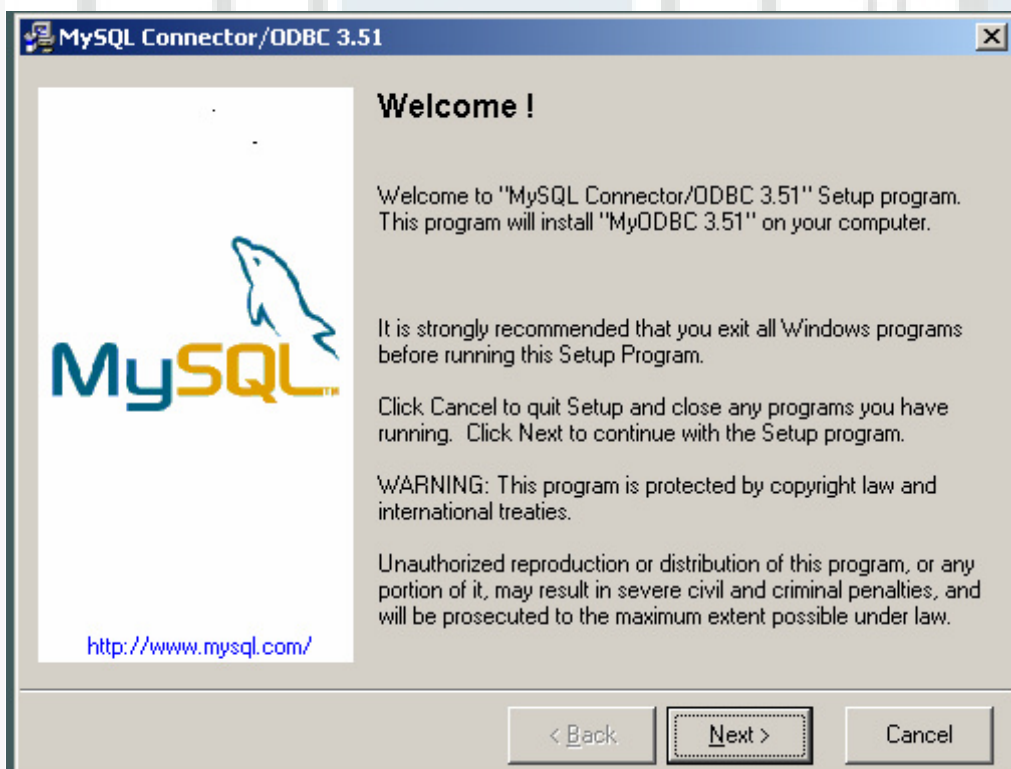 MySQL Connector/ODBC 3.51
Welcome !
Welcome to "MySQL Connector/ODBC 3.51" Setup program.
This program will install "MyODBC 3.51" on your computer.
It is strongly recommended that you exit all Windows programs
before running this Setup Program.
Click Cancel to quit Setup and close any programs you have
running.  Click Next to continue with the Setup program.
WARNING: This program is protected by copyright law and
international treaties.
Unauthorized reproduction or distribution of this program, or any
portion of it, may result in severe civil and criminal penalties, and
will be prosecuted to the maximum extent possible under law.
MySQL
http://www.mysql.com/
< Back
Next >
Cancel